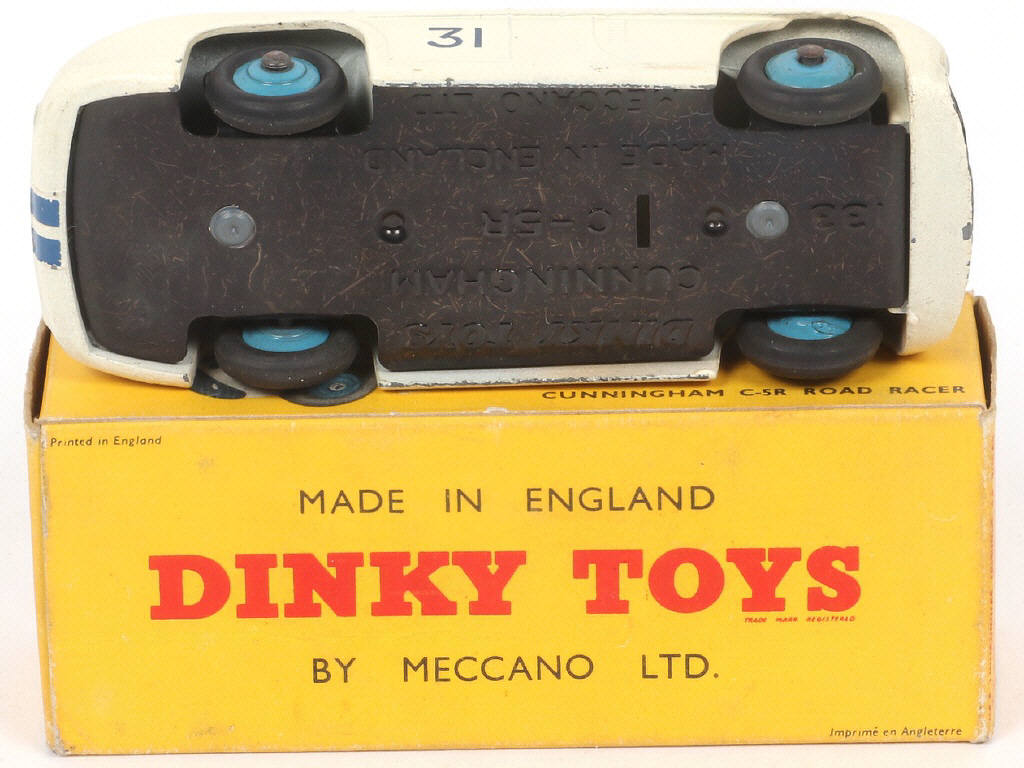 31
MECCANO LTD
MADE IN ENGLAND
133 C-5R
CUNNINGHAM
DINKY TOYS
CUNNINGHAM C-5R ROAD RACER
Printed in England
MADE IN ENGLAND
DINKY TOYS
TRADE MARK REGISTERED
BY MECCANO LTD.
Imprimé en Angleterre